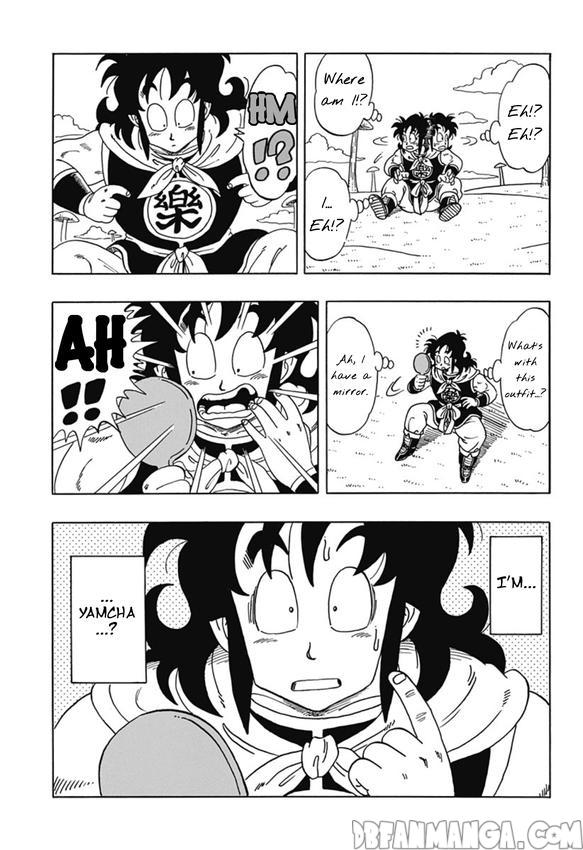 Eh!?
Eh!?
Where
am I!?
I...
Eh!?
HM
!?
樂
What's
with
this
outfit...?
Ah, I
have a
mirror.
AH
!!
I'M...
...
YAMCHA
...?
DBFANMANGA.COM